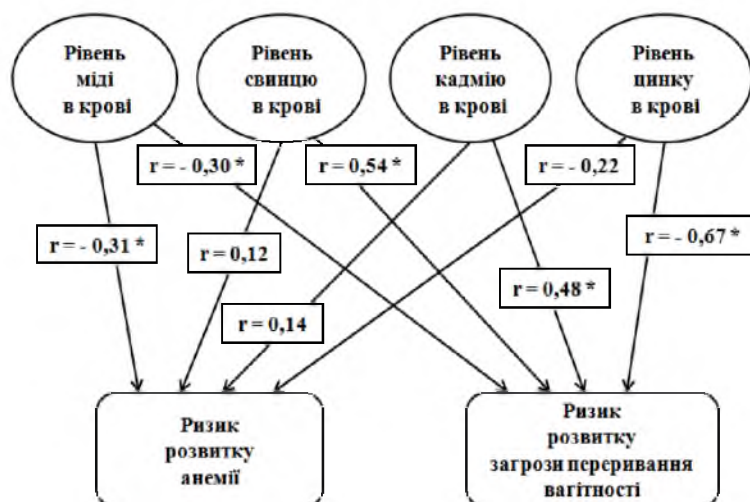 Рівень
міді
в крові
Рівень
свинцю
в крові
Рівень
кадмію
в крові
Рівень
цинку
в крові
r = - 0,30 *
r = 0,54 *
r = - 0,22
r = - 0,31 *
r = 0,12
r = - 0,67 *
r = 0,48 *
r = 0,14
Ризик
розвитку
анемії
Ризик
розвитку
загрози переривання
вагітності